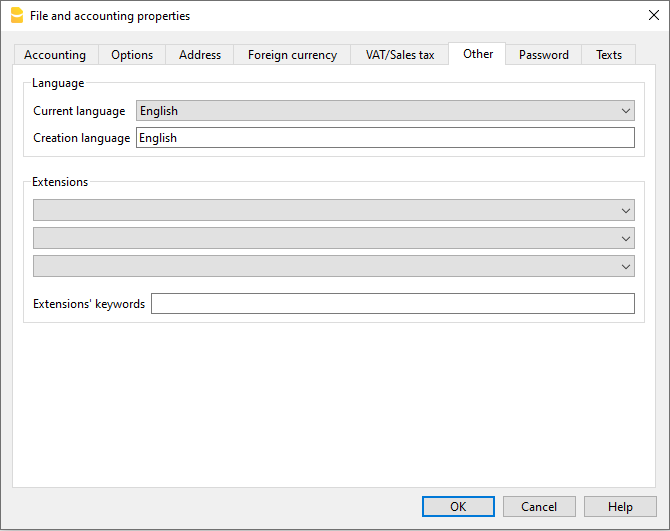 File and accounting properties
Accounting Options Address Foreign currency VAT/Sales tax Other Password Texts
Language
Current language English
Creation language English
Extensions
Extensions' keywords
OK Cancel Help